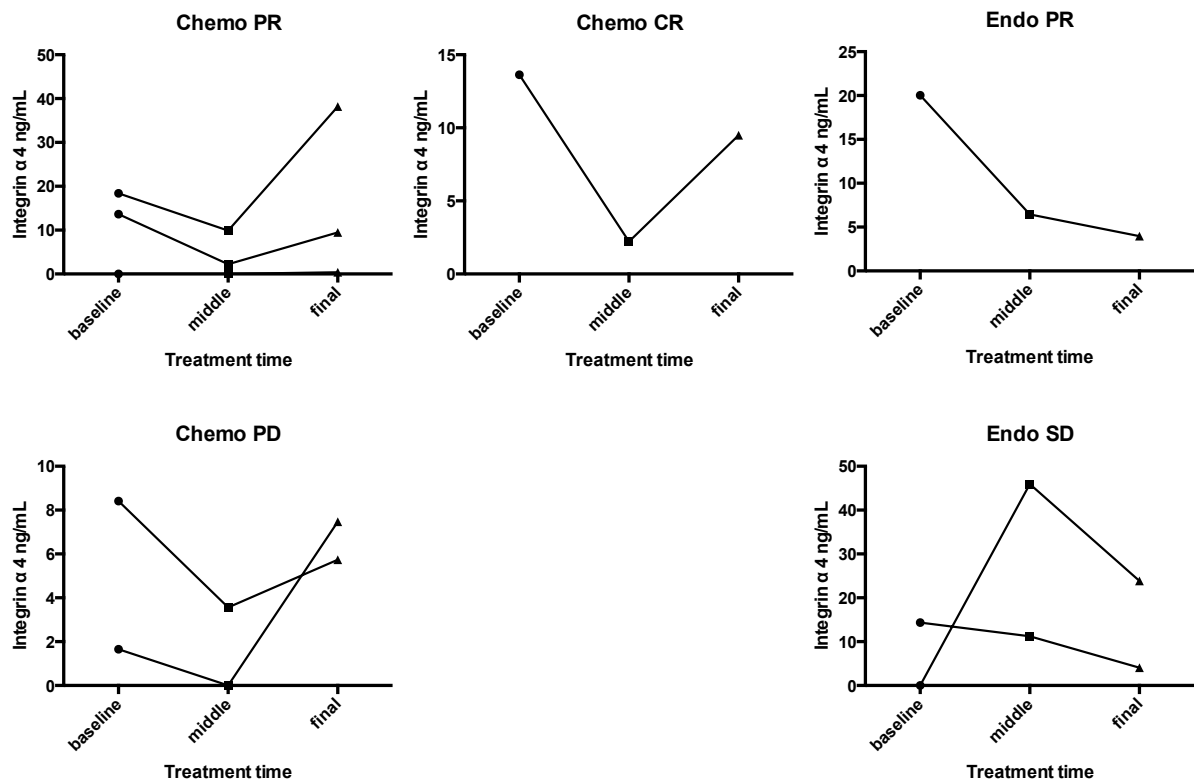 Chemo PR
Integrin α 4 ng/mL
50
40
30
20
10
0
baseline
middle
final
Treatment time
Chemo CR
Integrin α 4 ng/mL
15
10
5
0
baseline
middle
final
Treatment time
Endo PR
Integrin α 4 ng/mL
25
20
15
10
5
0
baseline
middle
final
Treatment time
Chemo PD
Integrin α 4 ng/mL
10
8
6
4
2
0
baseline
middle
final
Treatment time
Endo SD
Integrin α 4 ng/mL
50
40
30
20
10
0
baseline
middle
final
Treatment time